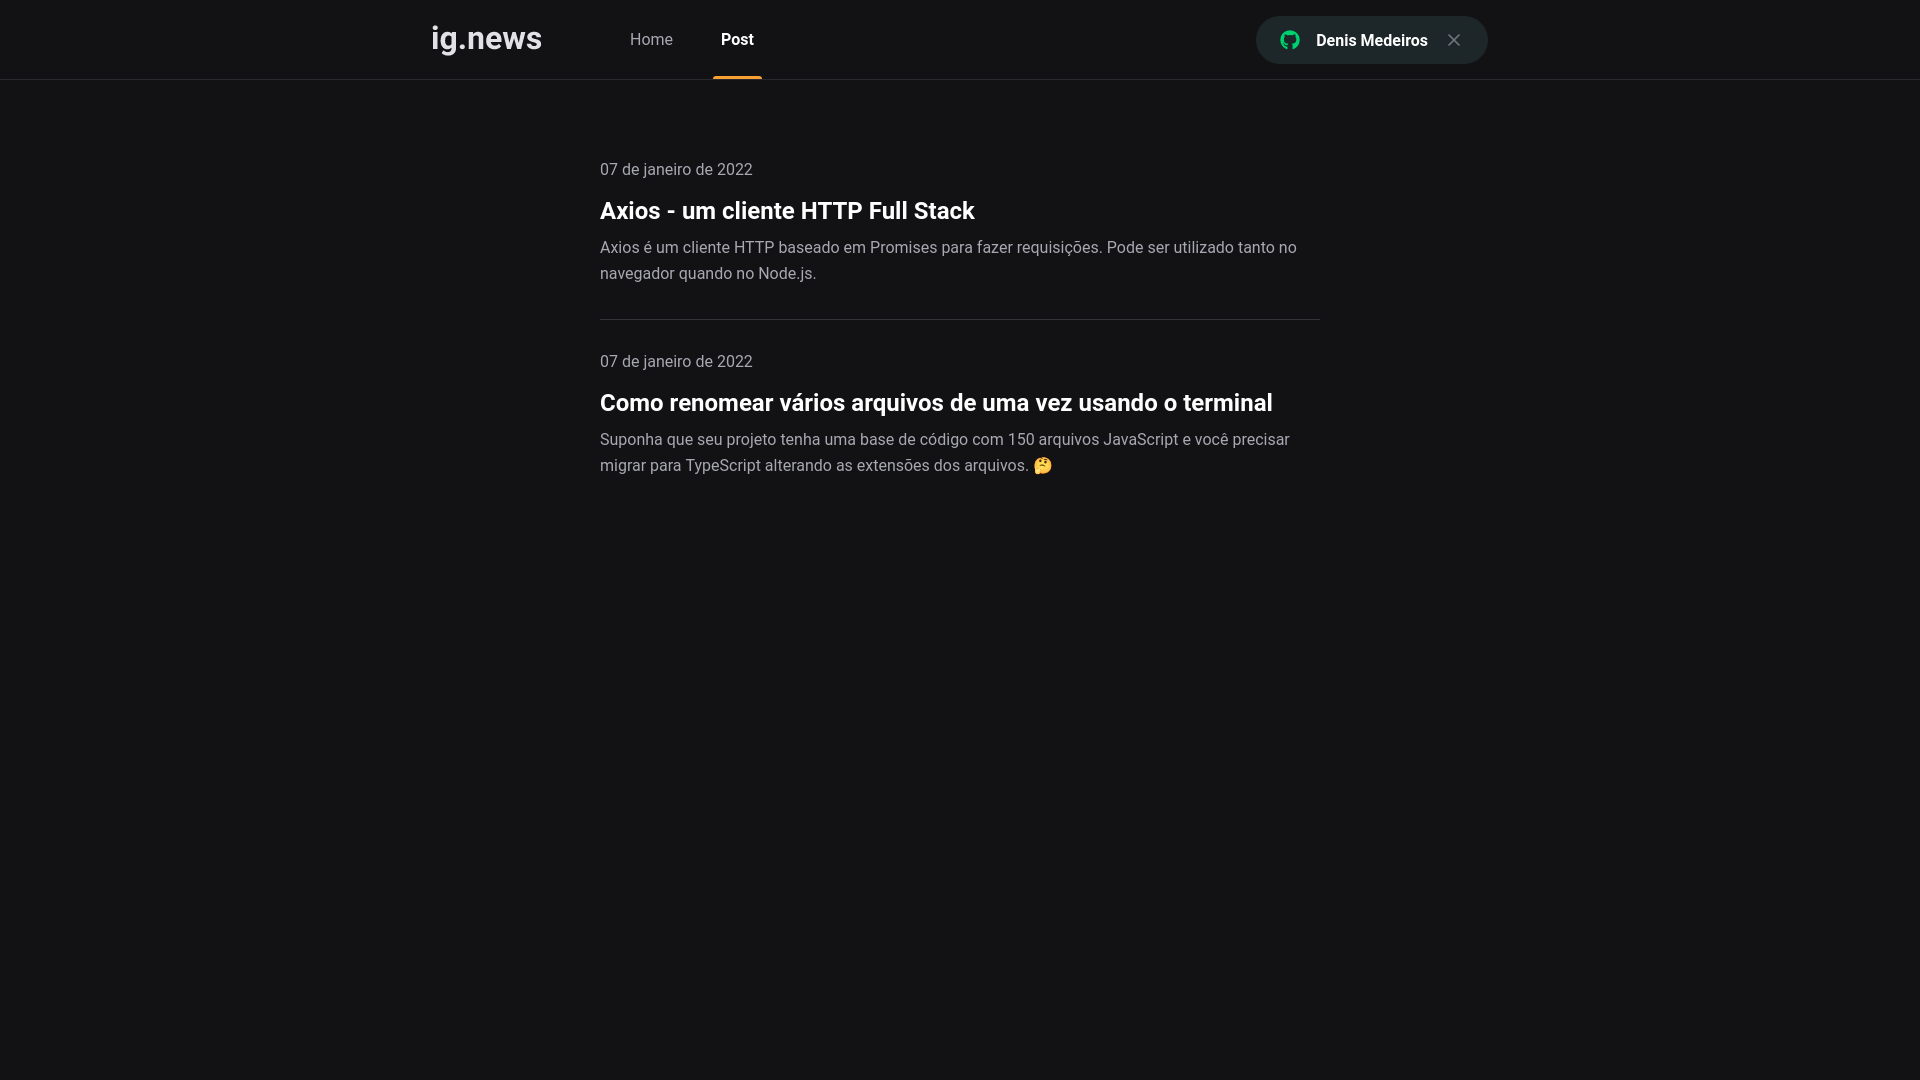 ig.news
Home
Post
Denis Medeiros
07 de janeiro de 2022
Axios - um cliente HTTP Full Stack
Axios é um cliente HTTP baseado em Promises para fazer requisições. Pode ser utilizado tanto no
navegador quando no Node.js.
07 de janeiro de 2022
Como renomear vários arquivos de uma vez usando o terminal
Suponha que seu projeto tenha uma base de código com 150 arquivos JavaScript e você precisar
migrar para TypeScript alterando as extensões dos arquivos. 🤔